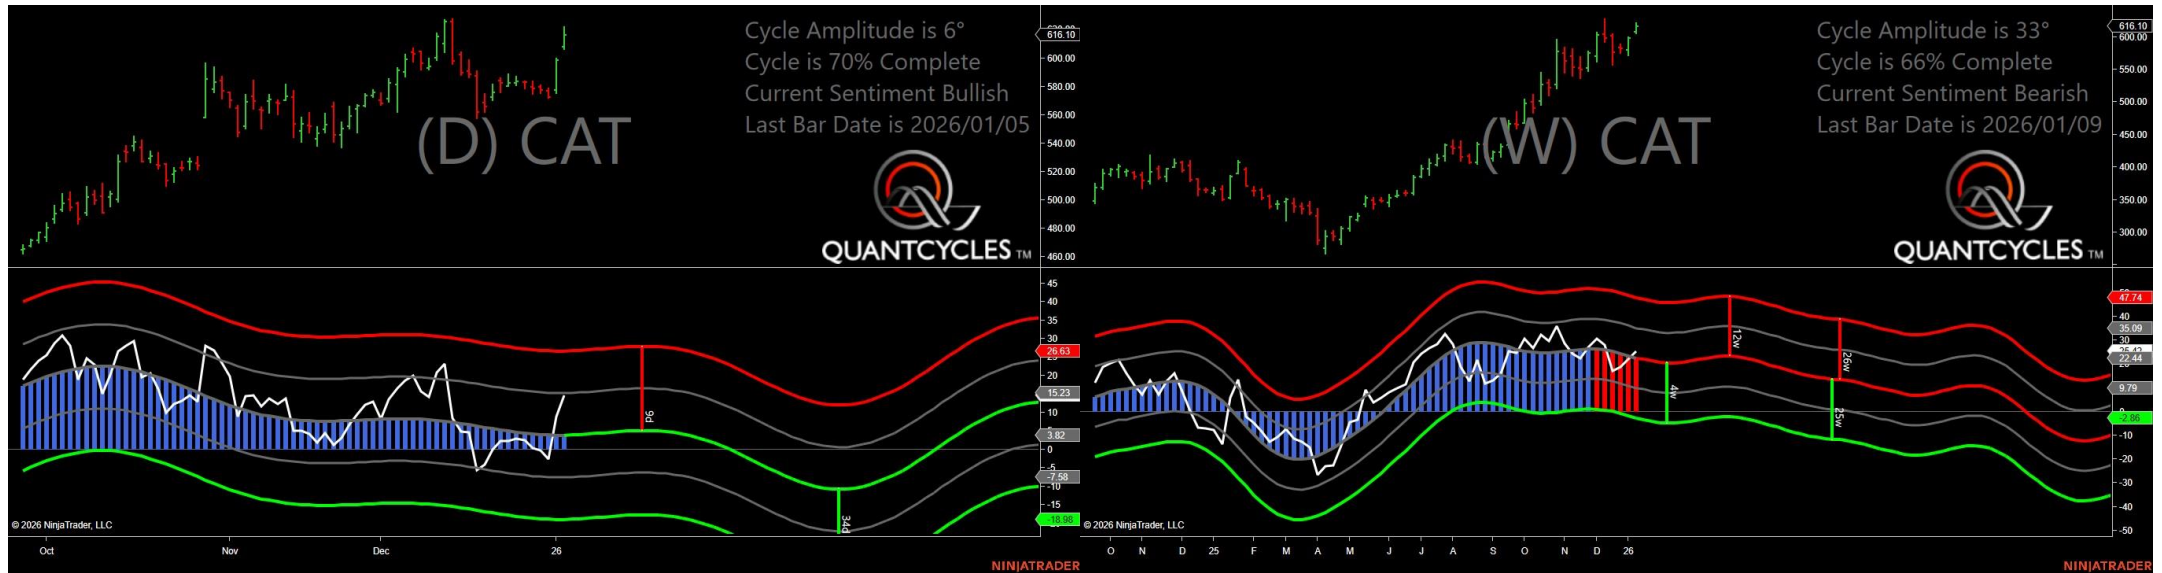 Cycle Amplitude is 6°
Cycle is 70% Complete
Current Sentiment Bullish
Last Bar Date is 2026/01/05
(D) CAT
QUANTCYCLES TM
616.10
600.00
580.00
560.00
540.00
520.00
500.00
480.00
460.00
45
40
35
30
26.63
20
15.23
10
5
3.82
0
-5
-7.58
-10
-15
-18.98
9d
34d
© 2026 NinjaTrader, LLC
Oct Nov Dec 26
NINJATRADER
Cycle Amplitude is 33°
Cycle is 66% Complete
Current Sentiment Bearish
Last Bar Date is 2026/01/09
(W) CAT
QUANTCYCLES TM
616.10
600.00
550.00
500.00
450.00
400.00
350.00
300.00
47.74
40
35.09
30
22.44
9.79
-2.86
-10
-20
-30
-40
-50
4w
12w
26w
25w
© 2026 NinjaTrader, LLC
O N D 25 F M A M J J A S O N D 26
NINJATRADER